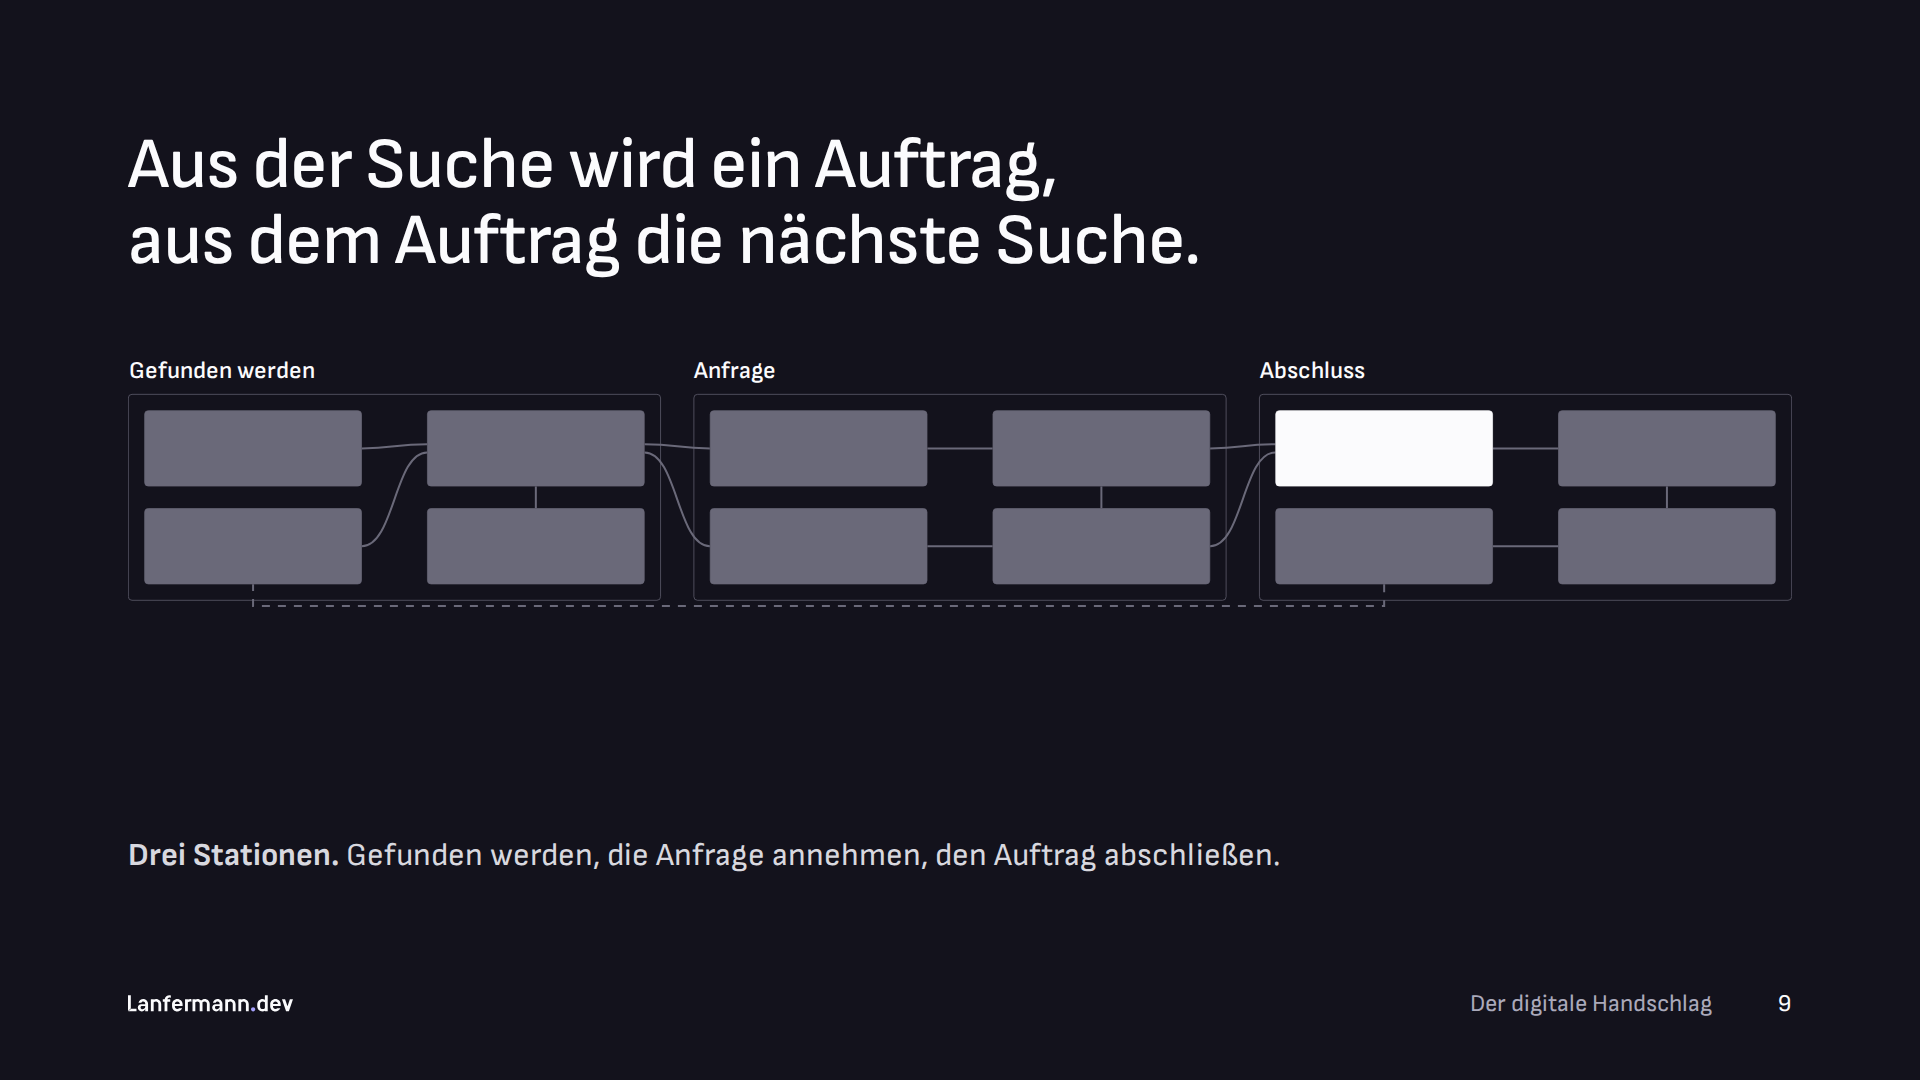 Aus der Suche wird ein Auftrag,
aus dem Auftrag die nächste Suche.
Gefunden werden
Anfrage
Abschluss
Drei Stationen. Gefunden werden, die Anfrage annehmen, den Auftrag abschließen.
Lanfermann.dev
Der digitale Handschlag
9